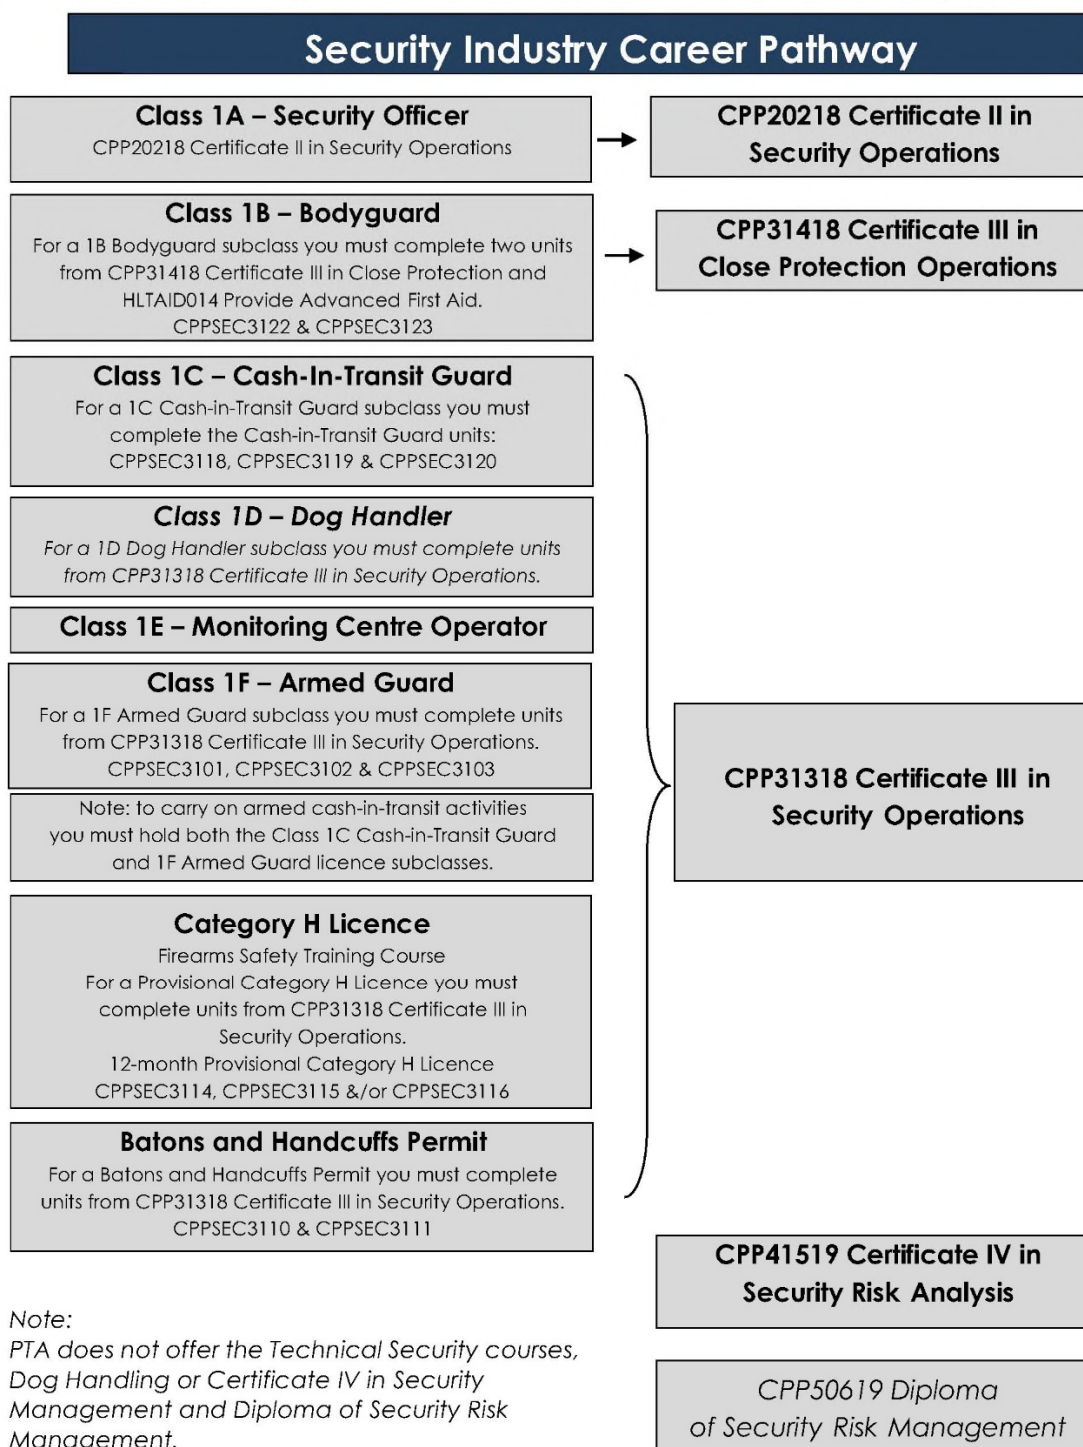 Security Industry Career Pathway
Class 1A – Security Officer
CPP20218 Certificate II in Security Operations
CPP20218 Certificate II in
Security Operations
Class 1B – Bodyguard
For a 1B Bodyguard subclass you must complete two units
from CPP31418 Certificate III in Close Protection and
HLTAID014 Provide Advanced First Aid.
CPPSEC3122 & CPPSEC3123
CPP31418 Certificate III in
Close Protection Operations
Class 1C – Cash-In-Transit Guard
For a 1C Cash-in-Transit Guard subclass you must
complete the Cash-in-Transit Guard units:
CPPSEC3118, CPPSEC3119 & CPPSEC3120
Class 1D – Dog Handler
For a 1D Dog Handler subclass you must complete units
from CPP31318 Certificate III in Security Operations.
Class 1E – Monitoring Centre Operator
Class 1F – Armed Guard
For a 1F Armed Guard subclass you must complete units
from CPP31318 Certificate III in Security Operations.
CPPSEC3101, CPPSEC3102 & CPPSEC3103
Note: to carry on armed cash-in-transit activities
you must hold both the Class 1C Cash-in-Transit Guard
and 1F Armed Guard licence subclasses.
Category H Licence
Firearms Safety Training Course
For a Provisional Category H Licence you must
complete units from CPP31318 Certificate III in
Security Operations.
12-month Provisional Category H Licence
CPPSEC3114, CPPSEC3115 &/or CPPSEC3116
Batons and Handcuffs Permit
For a Batons and Handcuffs Permit you must complete
units from CPP31318 Certificate III in Security Operations.
CPPSEC3110 & CPPSEC3111
CPP31318 Certificate III in
Security Operations
CPP41519 Certificate IV in
Security Risk Analysis
CPP50619 Diploma
of Security Risk Management
Note:
PTA does not offer the Technical Security courses,
Dog Handling or Certificate IV in Security
Management and Diploma of Security Risk
Management.